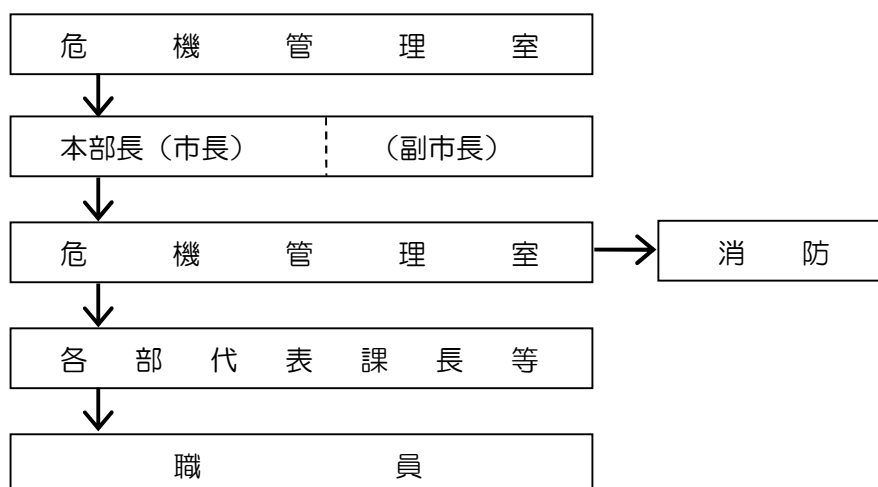 危機管理室
本部長（市長）　（副市長）
危機管理室
消防
各部代表課長等
職員